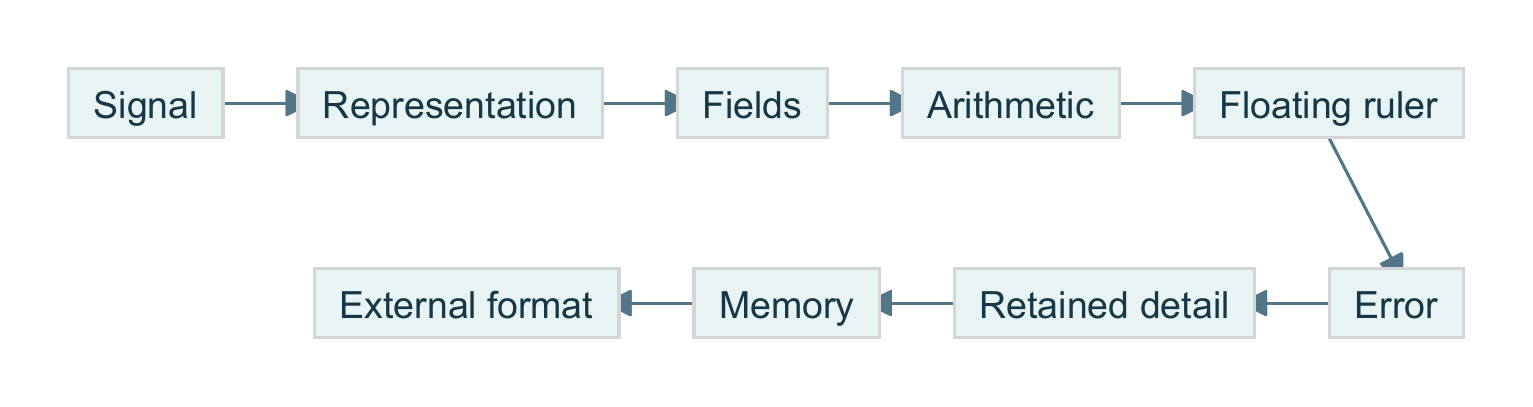 Signal
Representation
Fields
Arithmetic
Floating ruler
Error
Retained detail
Memory
External format